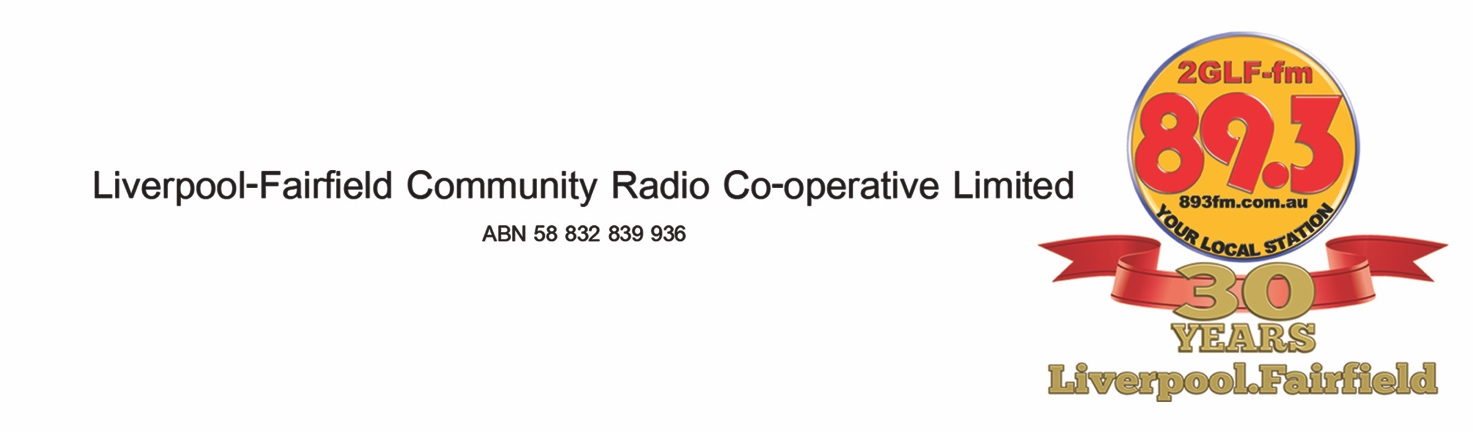 Liverpool-Fairfield Community Radio Co-operative Limited
ABN 58 832 839 936
2GLF-fm
89.3
893fm.com.au
YOUR LOCAL STATION
30
YEARS
Liverpool.Fairfield